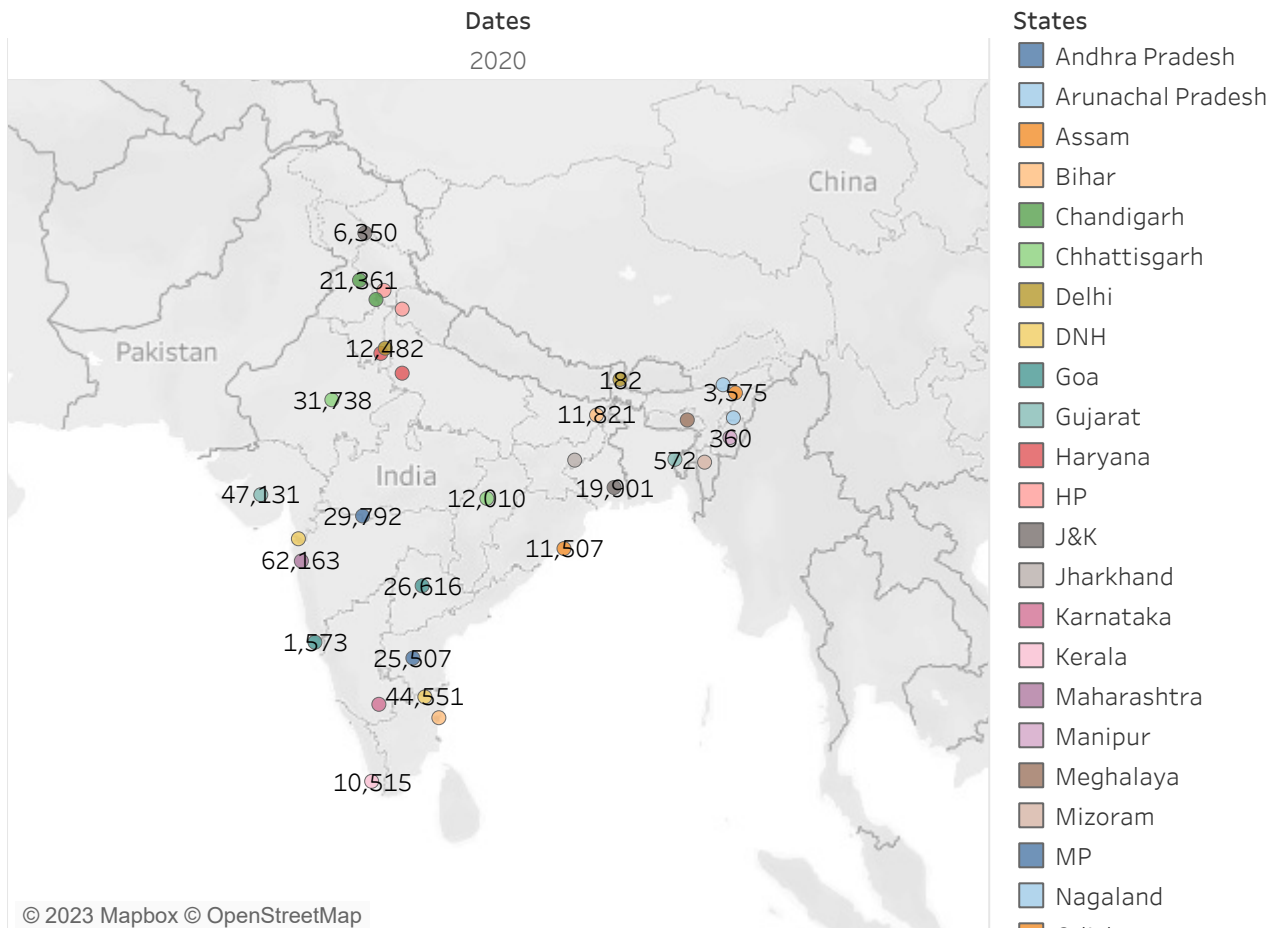 Dates
2020
China
6,350
21,361
Pakistan
12,482
182
3,575
31,738
11,821
360
572
India
19,901
47,131
12,010
29,792
11,507
62,163
26,616
1,573
25,507
44,551
10,515
© 2023 Mapbox © OpenStreetMap
States
Andhra Pradesh
Arunachal Pradesh
Assam
Bihar
Chandigarh
Chhattisgarh
Delhi
DNH
Goa
Gujarat
Haryana
HP
J&K
Jharkhand
Karnataka
Kerala
Maharashtra
Manipur
Meghalaya
Mizoram
MP
Nagaland